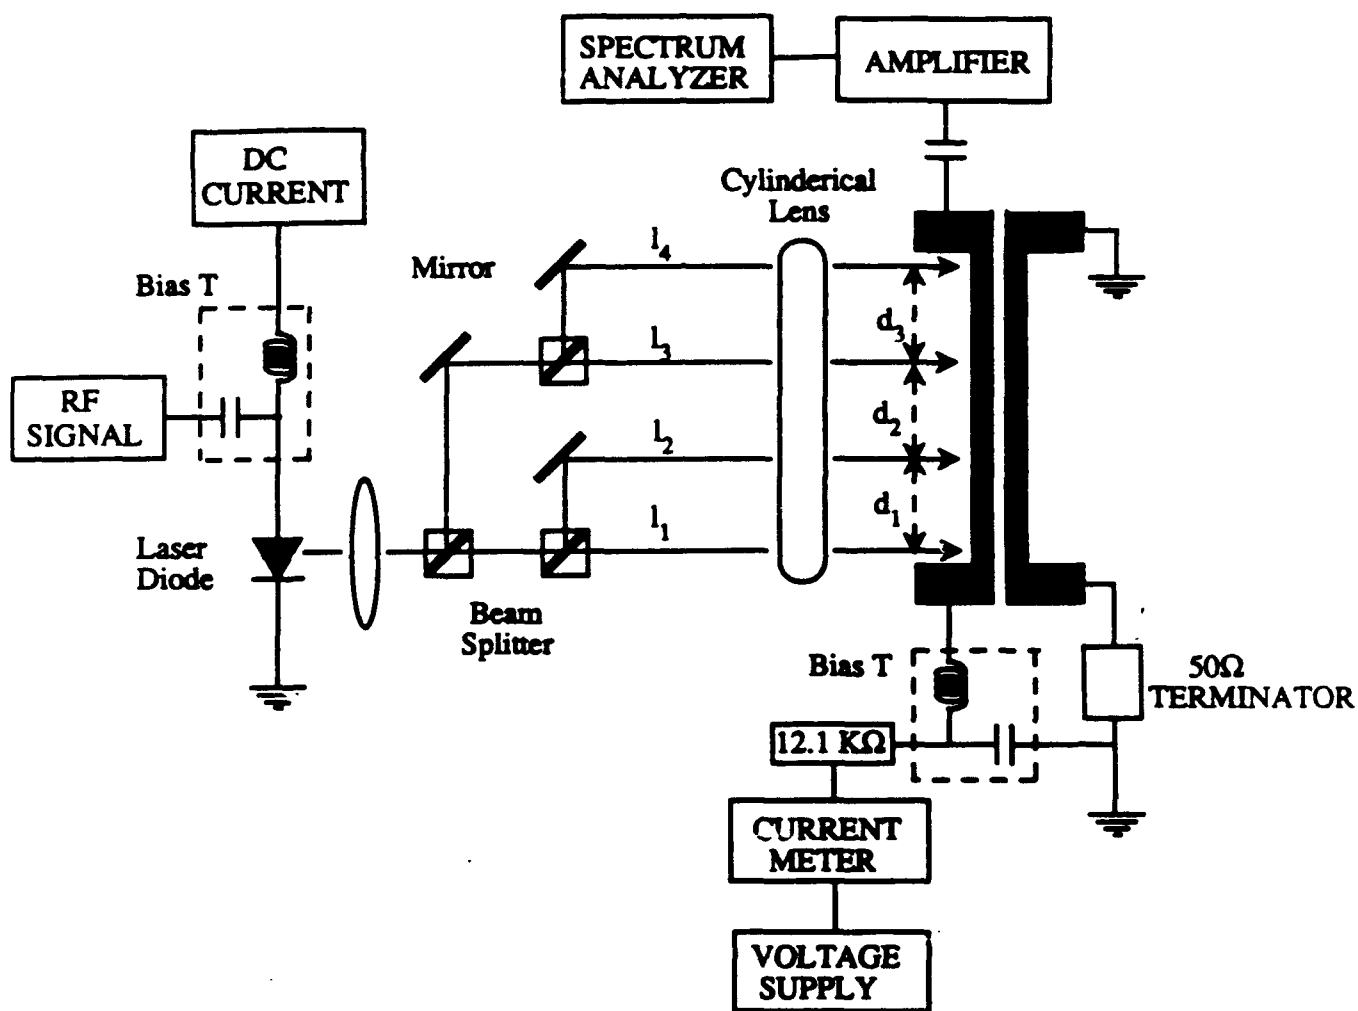 SPECTRUM
ANALYZER
AMPLIFIER
DC
CURRENT
Cylinderical
Lens
Mirror
l4
Bias T
d3
l3
RF
SIGNAL
d2
l2
d1
l1
Laser
Diode
Beam
Splitter
Bias T
50Ω
TERMINATOR
12.1 KΩ
CURRENT
METER
VOLTAGE
SUPPLY